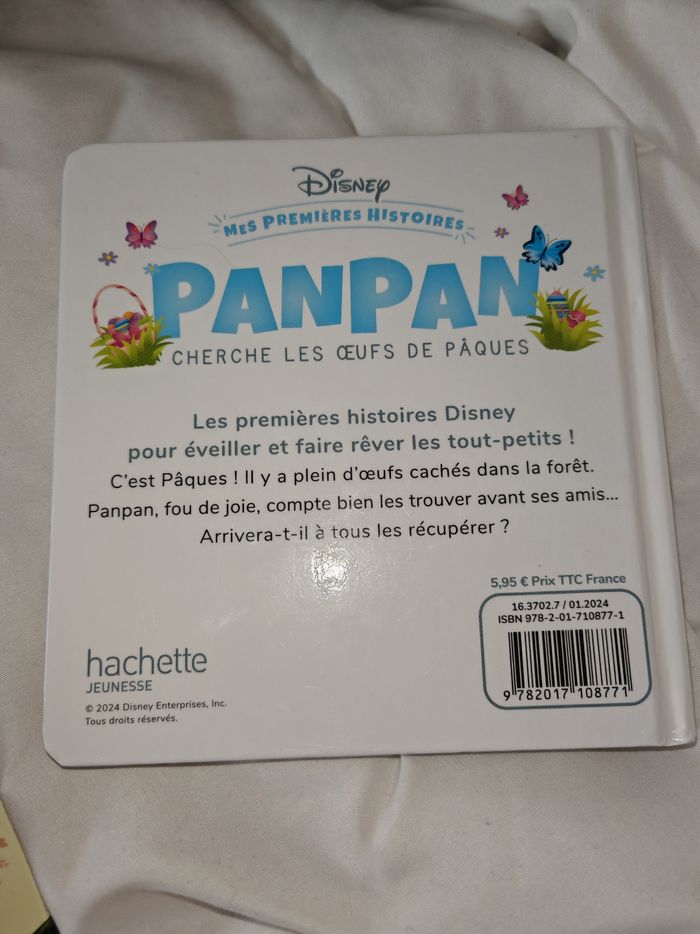 Disney
MES PREMIÈRES HISTOIRES
PANPAN
CHERCHE LES ŒUFS DE PÂQUES
Les premières histoires Disney
pour éveiller et faire rêver les tout-petits !
C'est Pâques ! Il y a plein d'œufs cachés dans la forêt.
Panpan, fou de joie, compte bien les trouver avant ses amis...
Arrivera-t-il à tous les récupérer ?
5,95 € Prix TTC France
16.3702.7 / 01.2024
ISBN 978-2-01-710877-1
9 782017 108771
hachette
JEUNESSE
© 2024 Disney Enterprises, Inc.
Tous droits réservés.